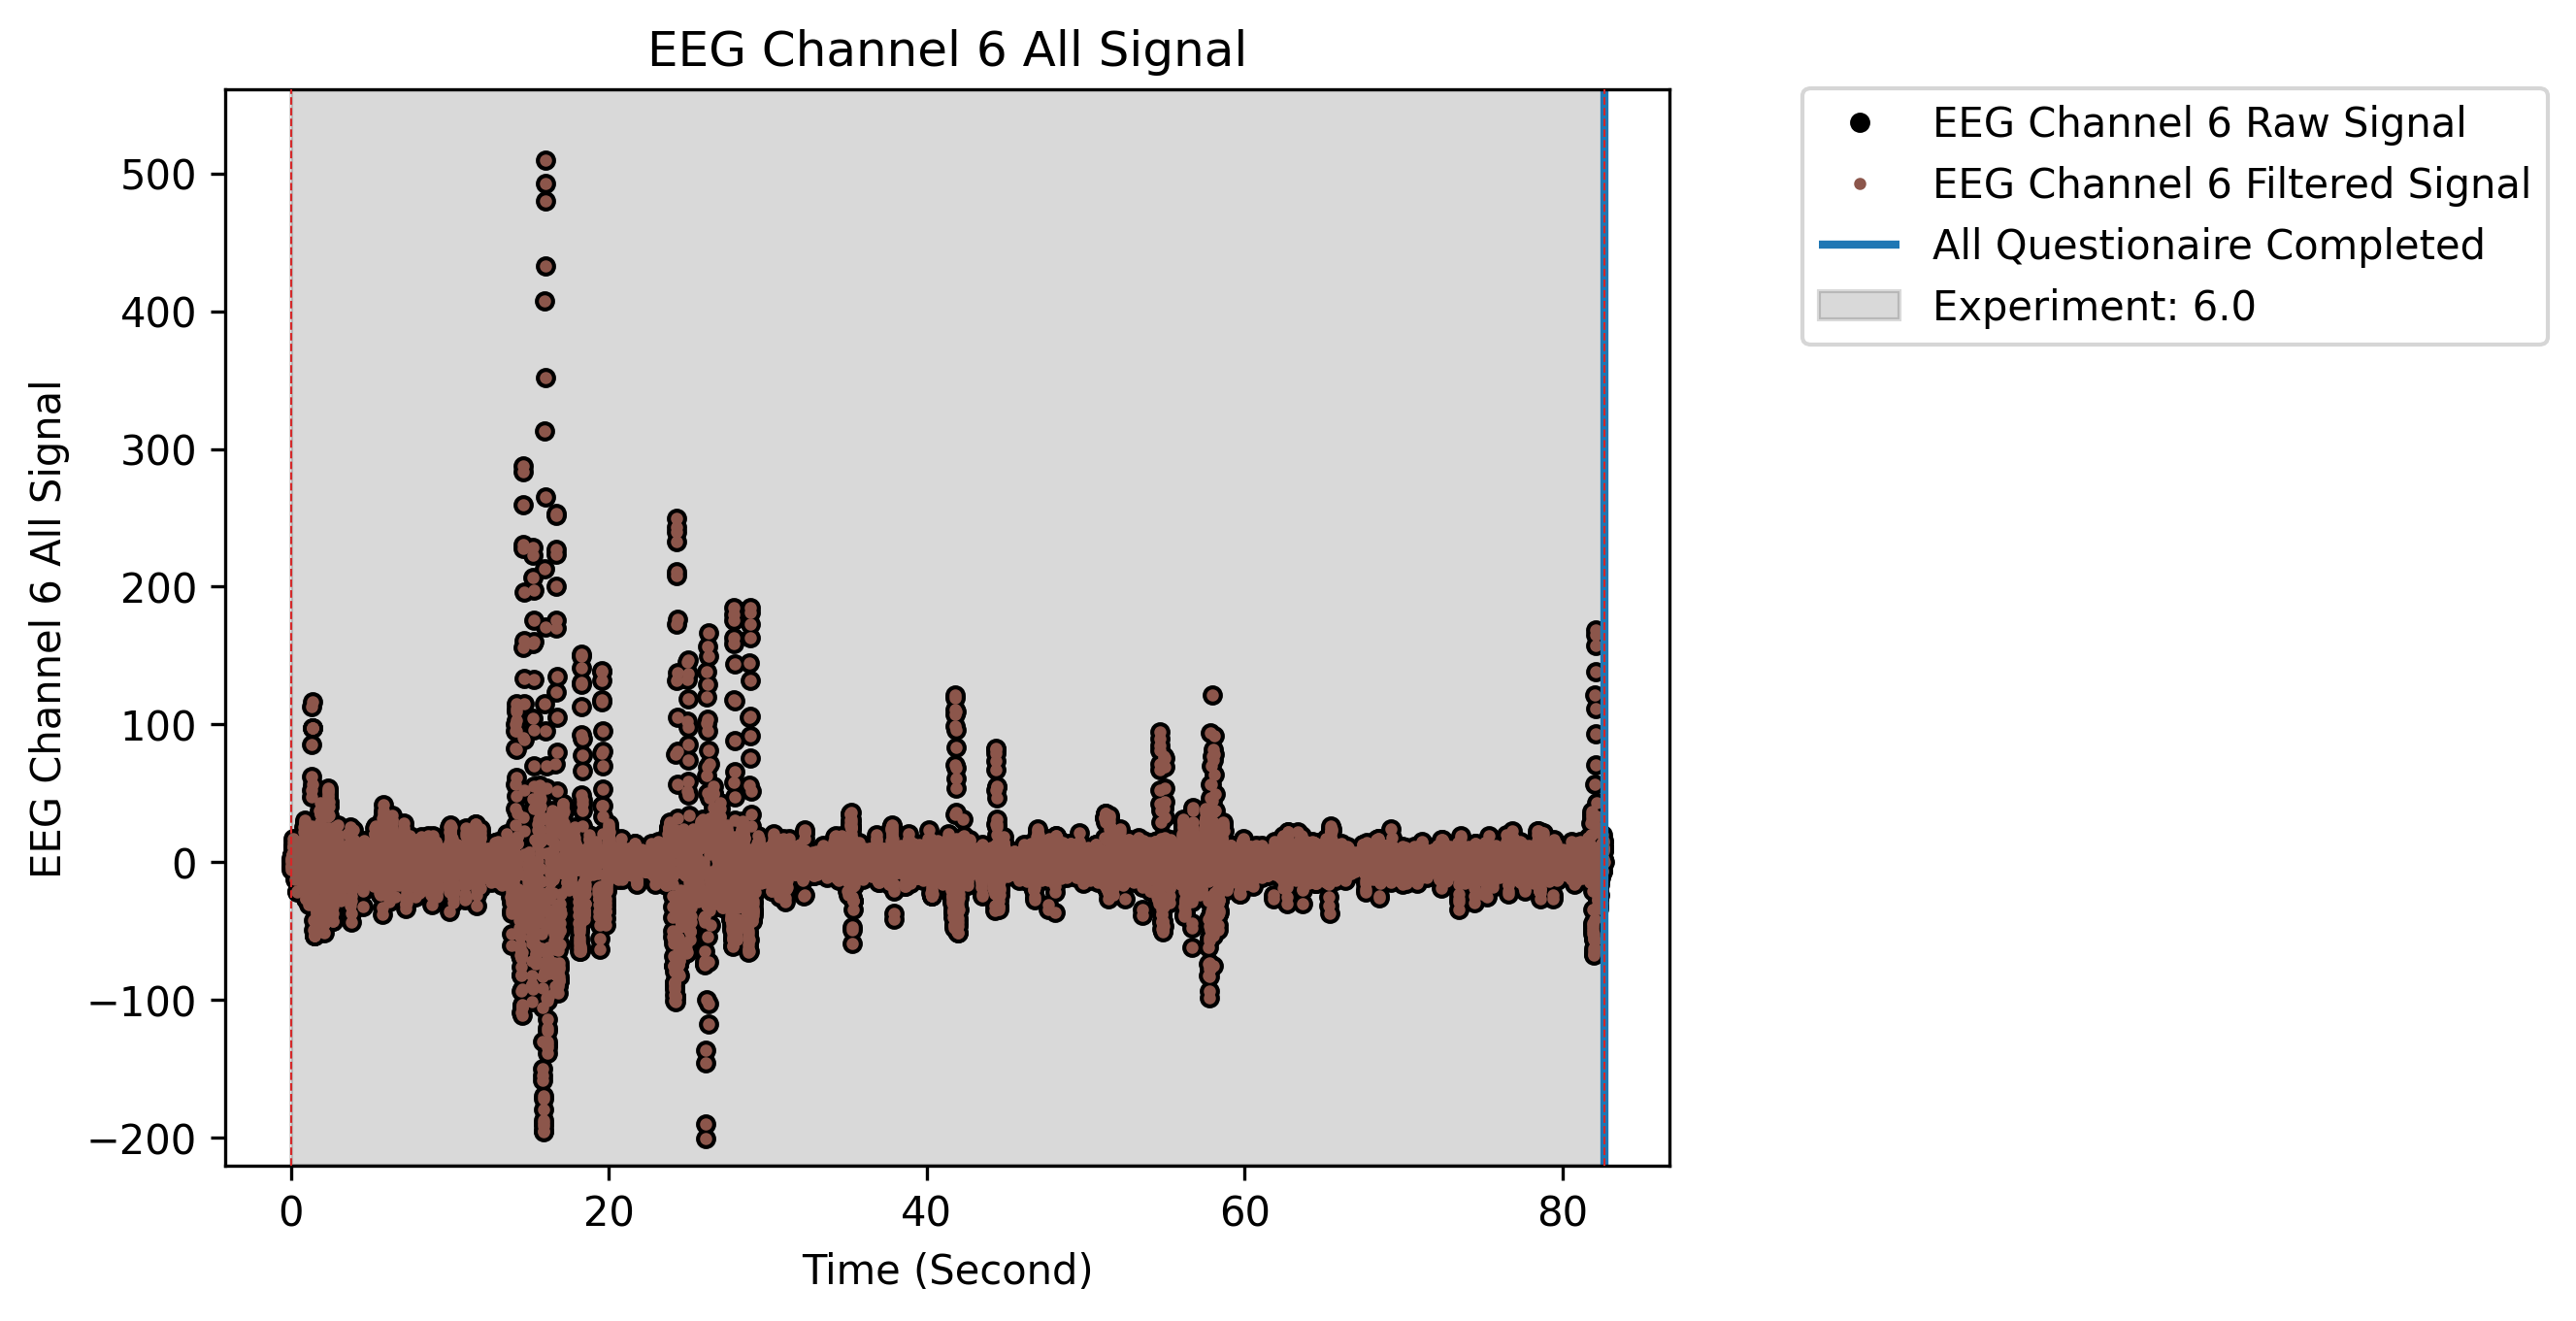 EEG Channel 6 All Signal
EEG Channel 6 Raw Signal
EEG Channel 6 Filtered Signal
All Questionaire Completed
Experiment: 6.0
EEG Channel 6 All Signal
500
400
300
200
100
0
−100
−200
0 20 40 60 80
Time (Second)